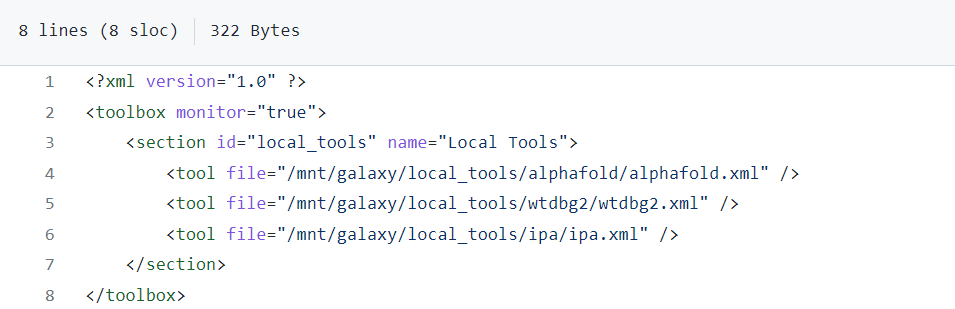 8 lines (8 sloc) 322 Bytes
1 <?xml version="1.0" ?>
2 <toolbox monitor="true">
3     <section id="local_tools" name="Local Tools">
4         <tool file="/mnt/galaxy/local_tools/alphafold/alphafold.xml" />
5         <tool file="/mnt/galaxy/local_tools/wtdbg2/wtdbg2.xml" />
6         <tool file="/mnt/galaxy/local_tools/ipa/ipa.xml" />
7     </section>
8 </toolbox>